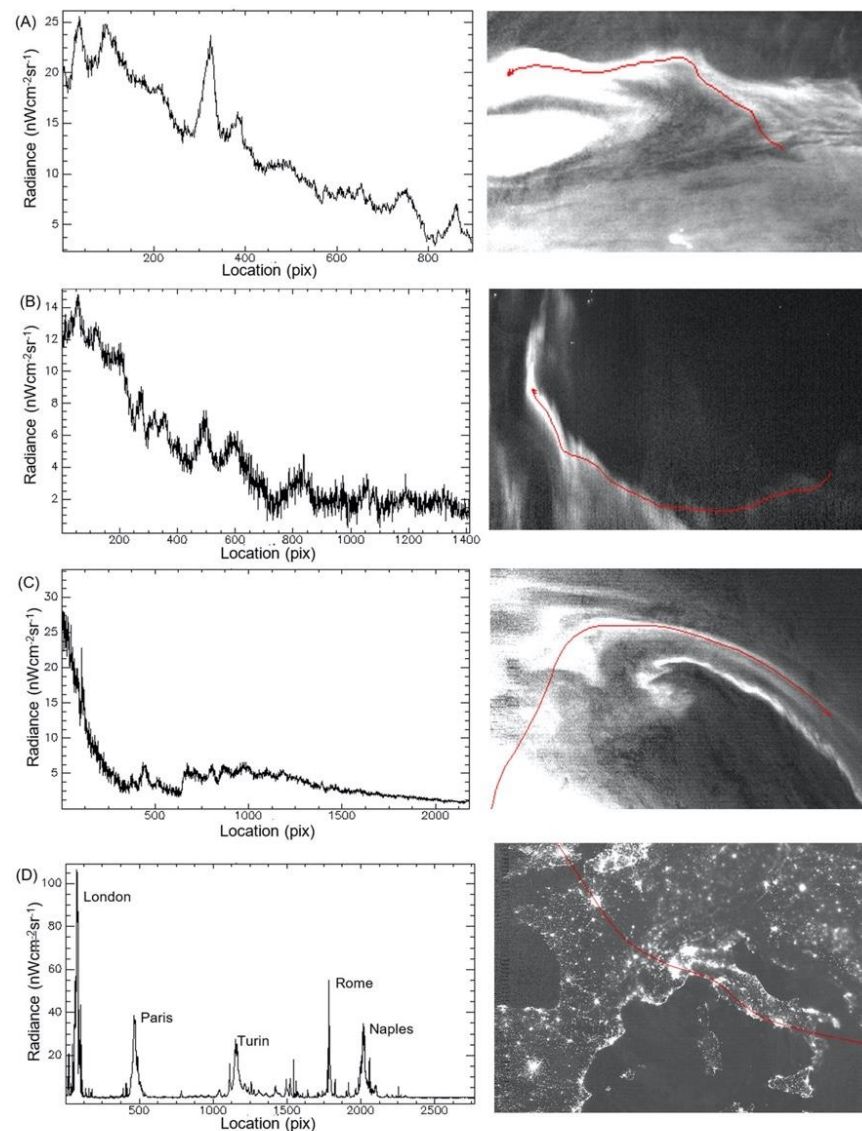 (A)
25
20
15
10
5
Radiance (nWcm-2sr-1)
200 400 600 800
Location (pix)
(B)
14
12
10
8
6
4
2
Radiance (nWcm-2sr-1)
200 400 600 800 1000 1200 1400
Location (pix)
(C)
30
25
20
15
10
5
Radiance (nWcm-2sr-1)
500 1000 1500 2000
Location (pix)
(D)
100
80
60
40
20
Radiance (nWcm-2sr-1)
London
Paris
Turin
Rome
Naples
500 1000 1500 2000 2500
Location (pix)